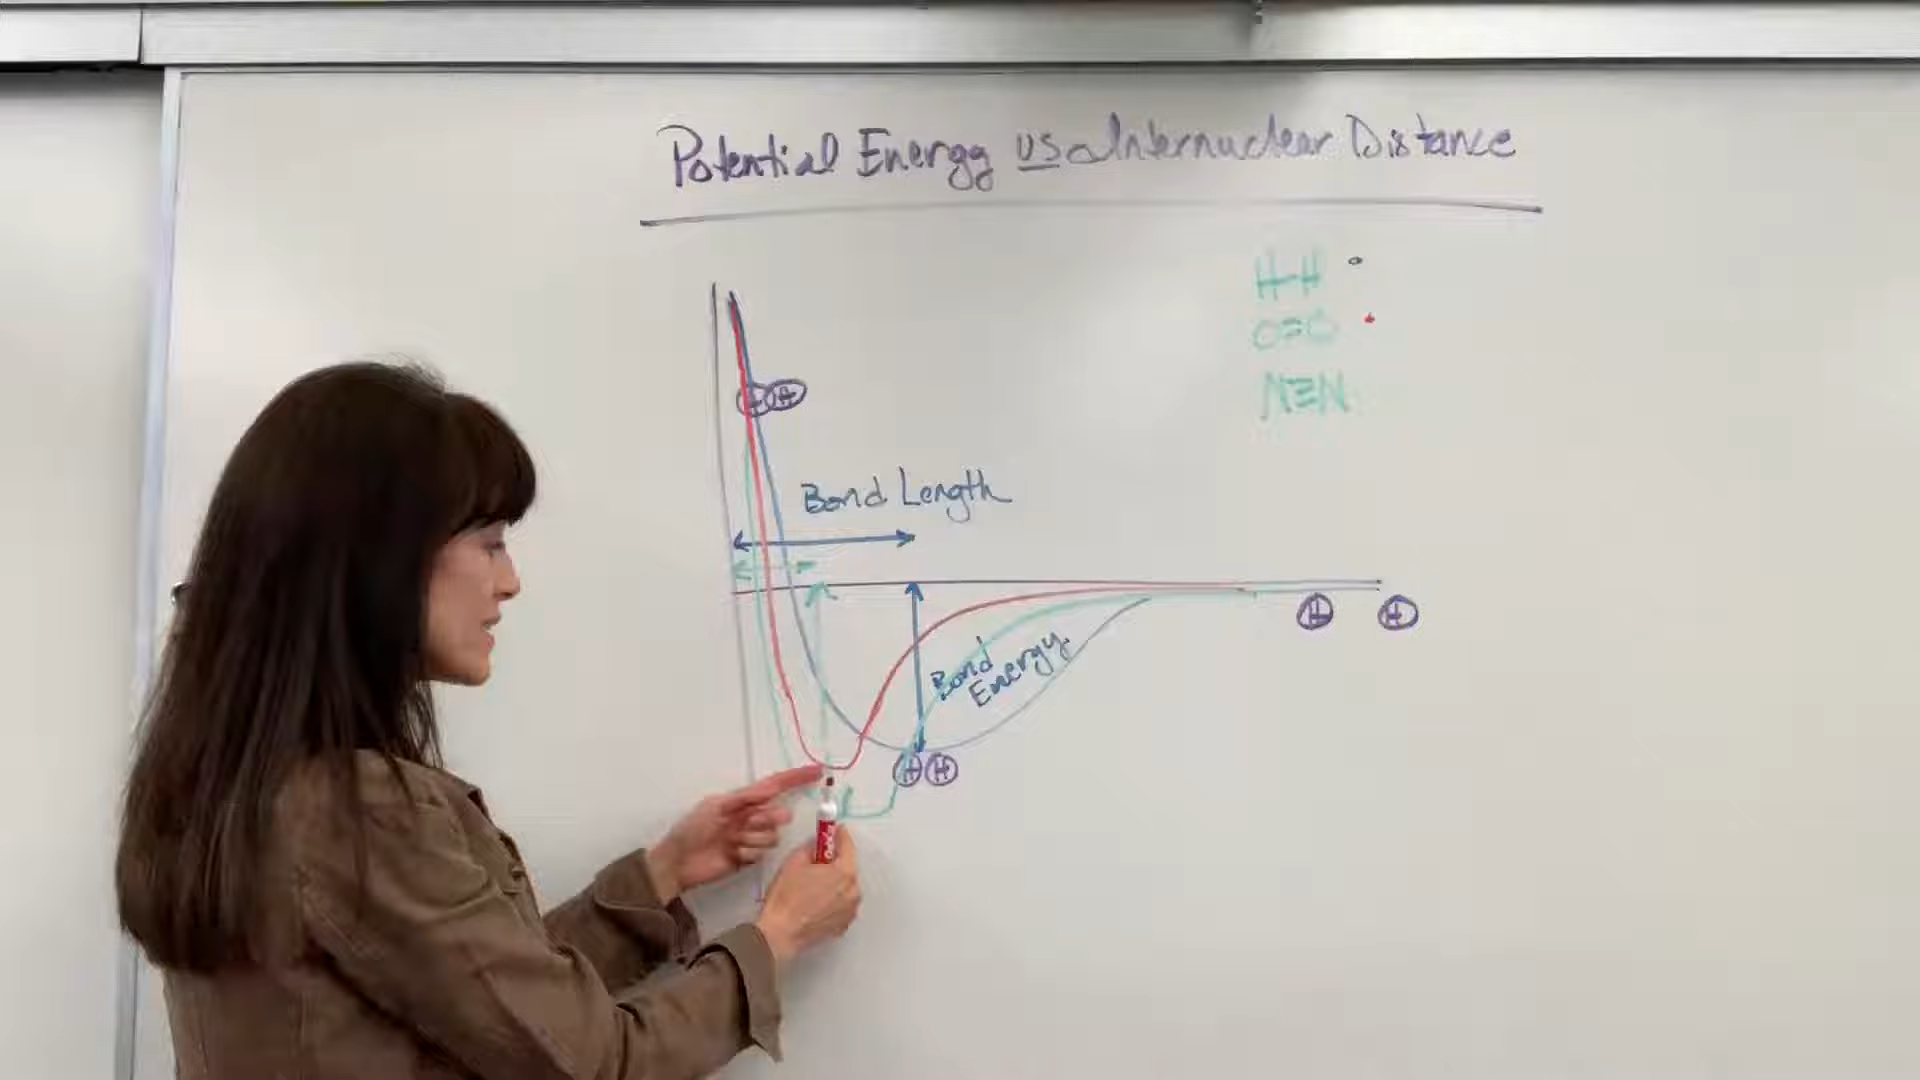 Potential Energy vs Internuclear Distance
H-H
O=O
N≡N
H H
Bond Length
H H
Bond
Energy
H H